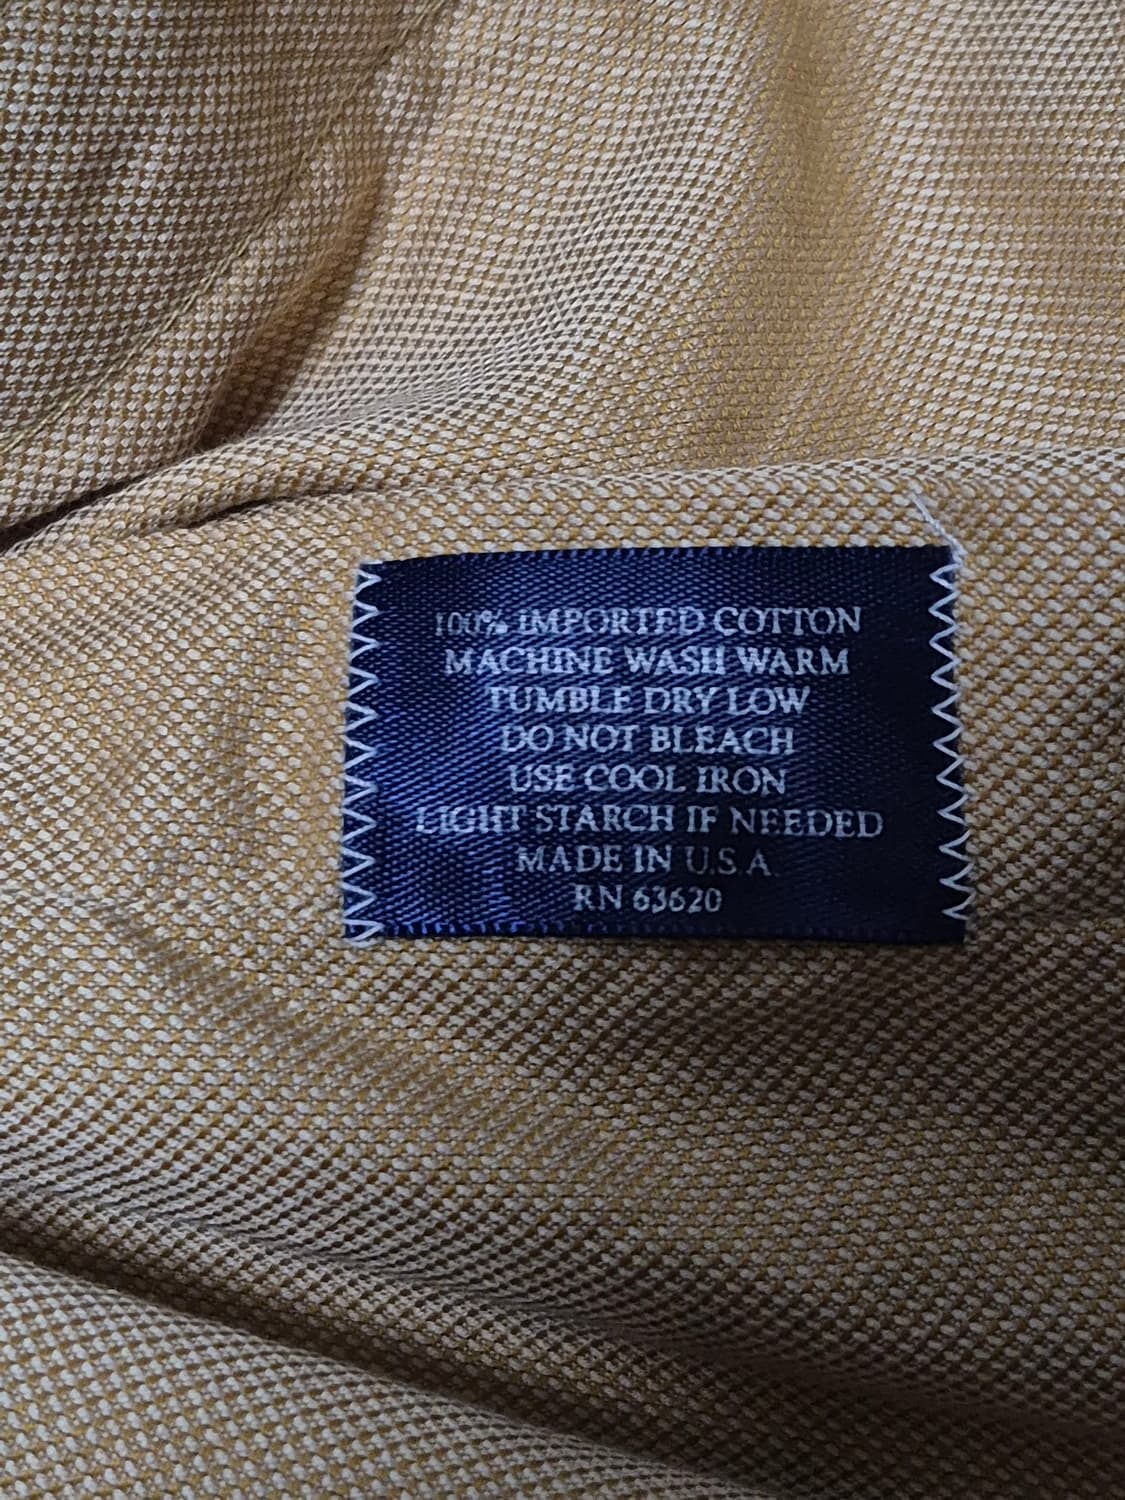 100% IMPORTED COTTON
MACHINE WASH WARM
TUMBLE DRY LOW
DO NOT BLEACH
USE COOL IRON
LIGHT STARCH IF NEEDED
MADE IN U.S.A
RN 63620